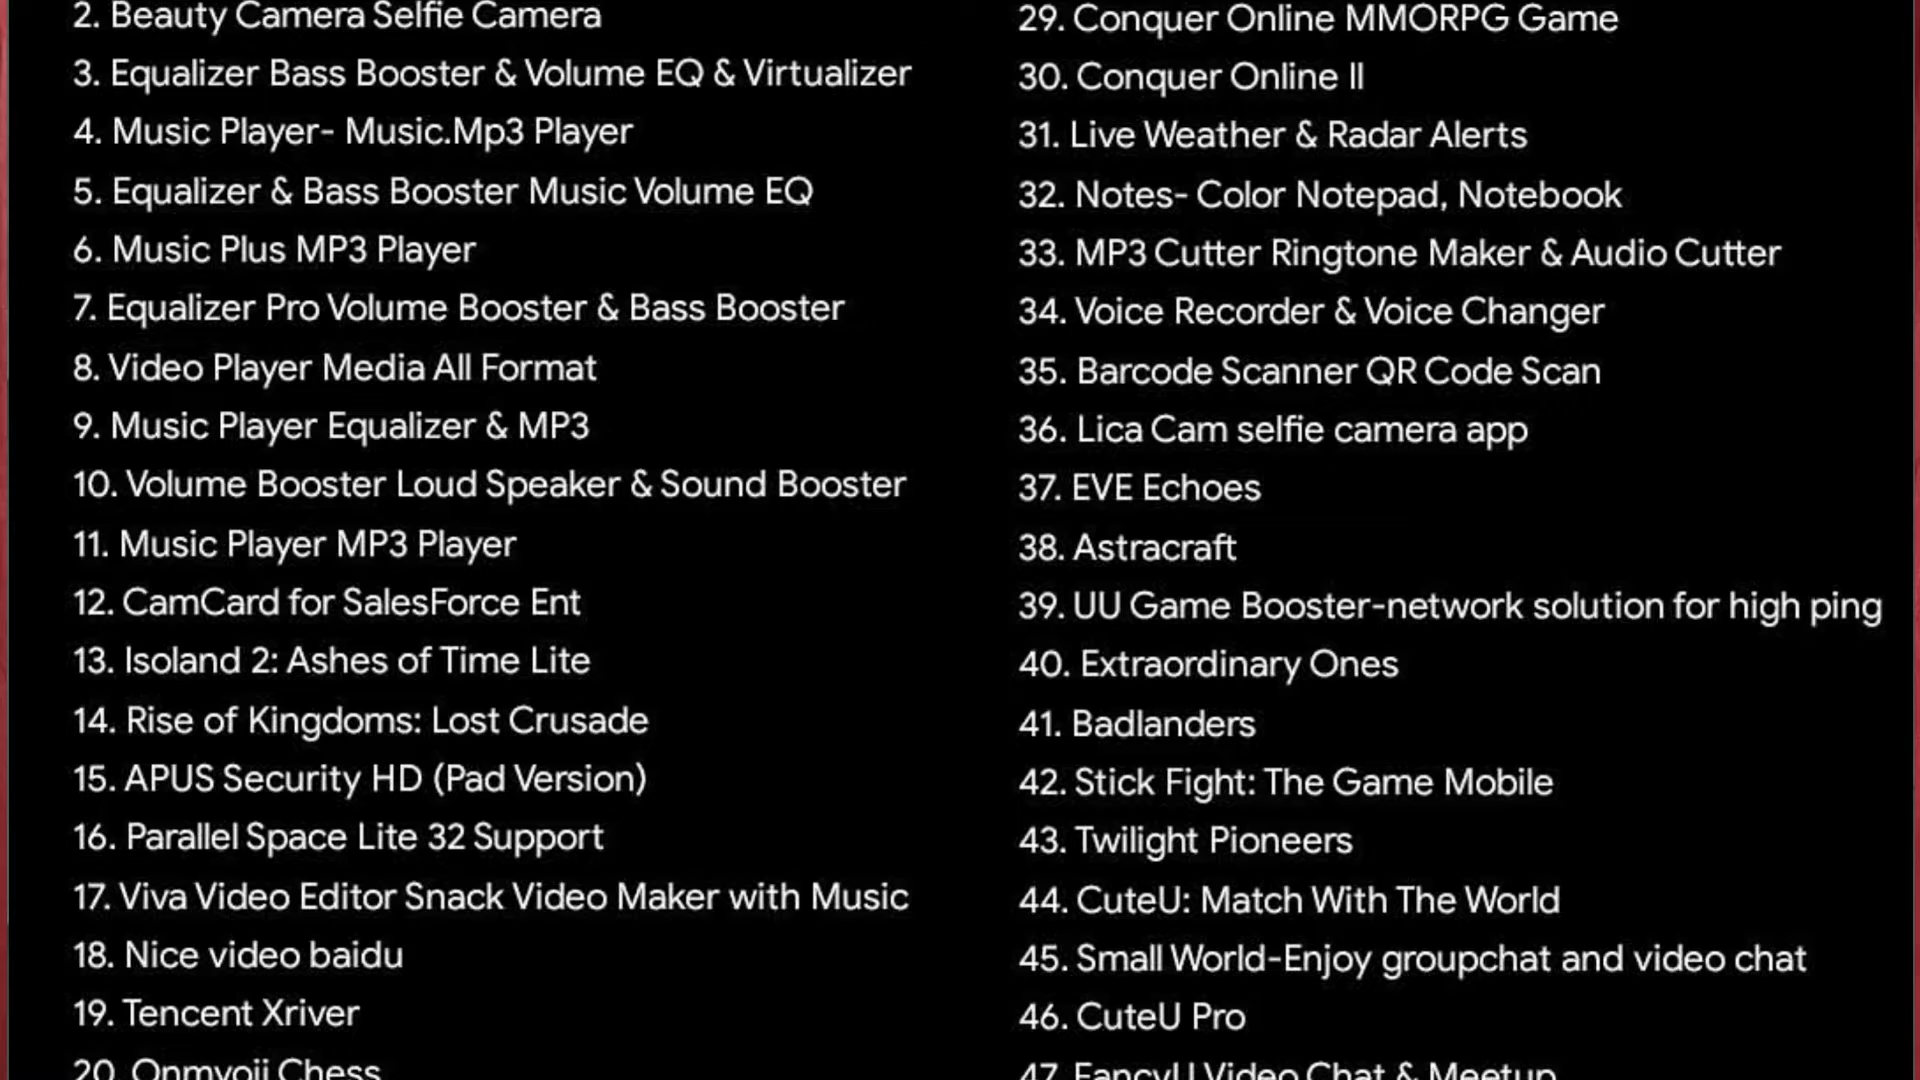 2. Beauty Camera Selfie Camera
3. Equalizer Bass Booster & Volume EQ & Virtualizer
4. Music Player- Music.Mp3 Player
5. Equalizer & Bass Booster Music Volume EQ
6. Music Plus MP3 Player
7. Equalizer Pro Volume Booster & Bass Booster
8. Video Player Media All Format
9. Music Player Equalizer & MP3
10. Volume Booster Loud Speaker & Sound Booster
11. Music Player MP3 Player
12. CamCard for SalesForce Ent
13. Isoland 2: Ashes of Time Lite
14. Rise of Kingdoms: Lost Crusade
15. APUS Security HD (Pad Version)
16. Parallel Space Lite 32 Support
17. Viva Video Editor Snack Video Maker with Music
18. Nice video baidu
19. Tencent Xriver
20. Onmyoji Chess
29. Conquer Online MMORPG Game
30. Conquer Online II
31. Live Weather & Radar Alerts
32. Notes- Color Notepad, Notebook
33. MP3 Cutter Ringtone Maker & Audio Cutter
34. Voice Recorder & Voice Changer
35. Barcode Scanner QR Code Scan
36. Lica Cam selfie camera app
37. EVE Echoes
38. Astracraft
39. UU Game Booster-network solution for high ping
40. Extraordinary Ones
41. Badlanders
42. Stick Fight: The Game Mobile
43. Twilight Pioneers
44. CuteU: Match With The World
45. Small World-Enjoy groupchat and video chat
46. CuteU Pro
47. FancyU Video Chat & Meetup